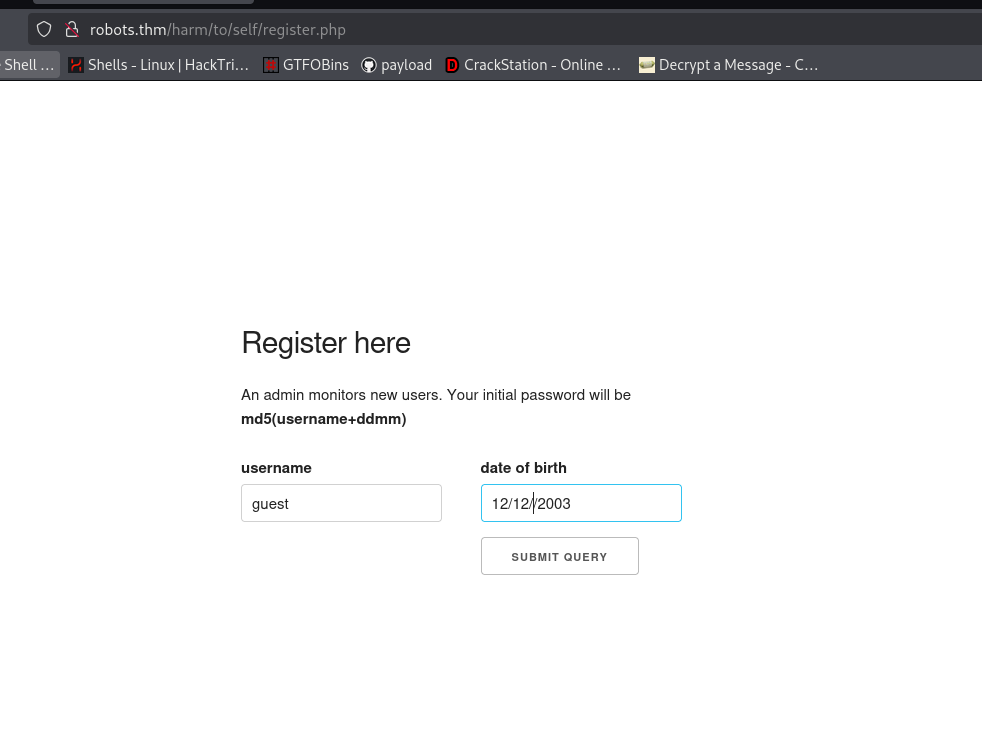 robots.thm/harm/to/self/register.php
Shell … Shells - Linux | HackTri… GTFOBins payload CrackStation - Online … Decrypt a Message - C…
Register here
An admin monitors new users. Your initial password will be
md5(username+ddmm)
username date of birth
guest 12/12//2003
SUBMIT QUERY